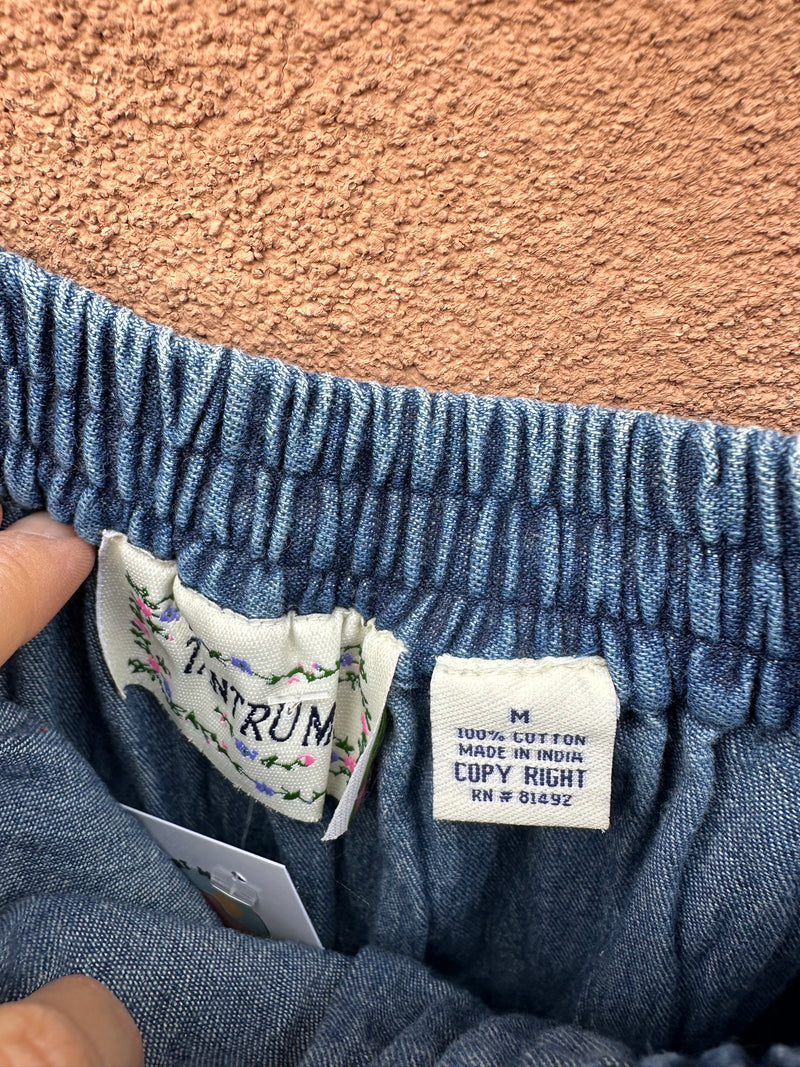 TANTRUM
M
100% COTTON
MADE IN INDIA
COPY RIGHT
RN # 81492